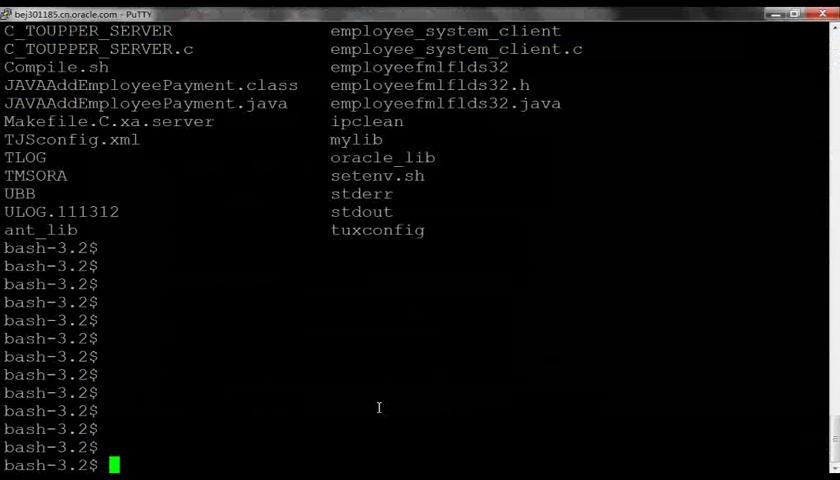 bej301185.cn.oracle.com - PuTTY
C_TOUPPER_SERVER employee_system_client
C_TOUPPER_SERVER.c employee_system_client.c
Compile.sh employeefmlflds32
JAVAAddEmployeePayment.class employeefmlflds32.h
JAVAAddEmployeePayment.java employeefmlflds32.java
Makefile.C.xa.server ipclean
TJSconfig.xml mylib
TLOG oracle_lib
TMSORA setenv.sh
UBB stderr
ULOG.111312 stdout
ant_lib tuxconfig
bash-3.2$
bash-3.2$
bash-3.2$
bash-3.2$
bash-3.2$
bash-3.2$
bash-3.2$
bash-3.2$
bash-3.2$
bash-3.2$
bash-3.2$
bash-3.2$
bash-3.2$